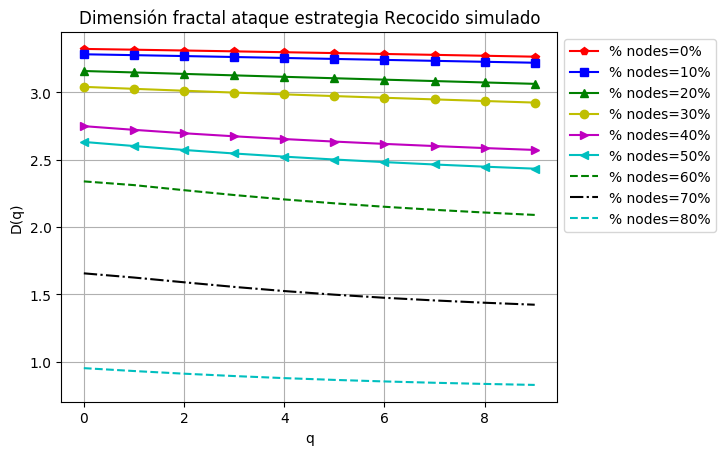 Dimensión fractal ataque estrategia Recocido simulado
D(q)
3.0
2.5
2.0
1.5
1.0
0 2 4 6 8
q
% nodes=0%
% nodes=10%
% nodes=20%
% nodes=30%
% nodes=40%
% nodes=50%
% nodes=60%
% nodes=70%
% nodes=80%